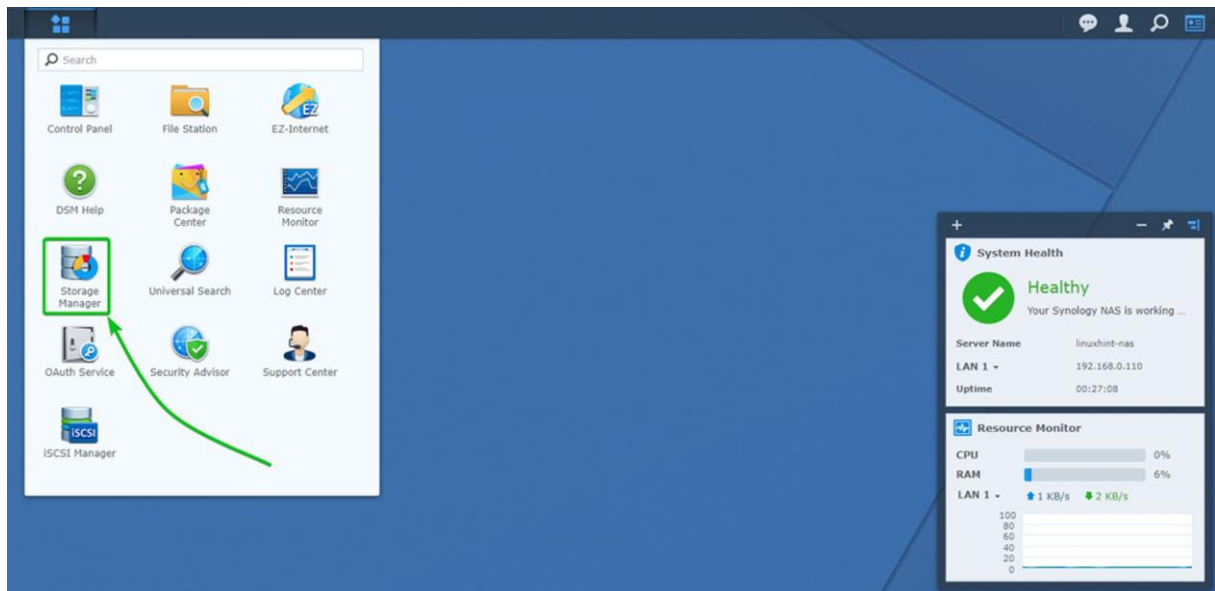 Search
Control Panel
File Station
EZ-Internet
EZ
DSM Help
Package
Center
Resource
Monitor
Storage
Manager
Universal Search
Log Center
OAuth Service
Security Advisor
Support Center
iSCSI
iSCSI Manager
System Health
Healthy
Your Synology NAS is working ...
Server Name linuxhint-nas
LAN 1 192.168.0.110
Uptime 00:27:08
Resource Monitor
CPU 0%
RAM 6%
LAN 1 1 KB/s 2 KB/s
100
80
60
40
20
0